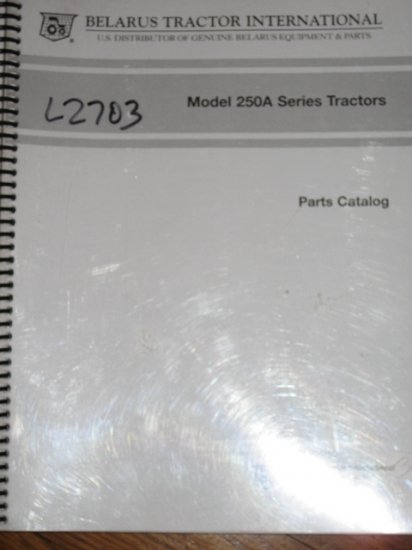 BELARUS TRACTOR INTERNATIONAL
U.S. DISTRIBUTOR OF GENUINE BELARUS EQUIPMENT & PARTS
L2703
Model 250A Series Tractors
Parts Catalog